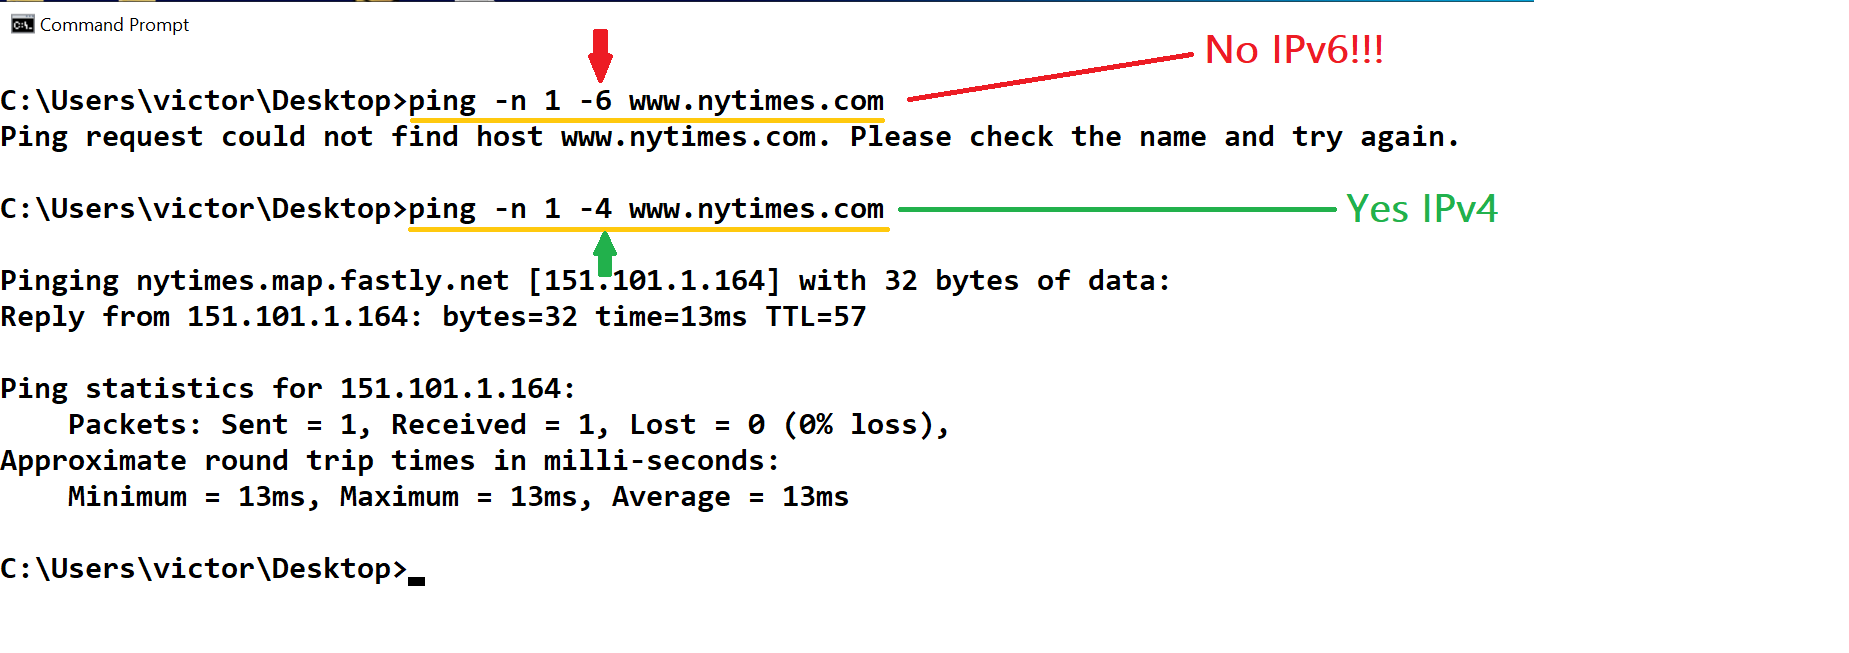 Command Prompt
No IPv6!!!
C:\Users\victor\Desktop>ping -n 1 -6 www.nytimes.com
Ping request could not find host www.nytimes.com. Please check the name and try again.
C:\Users\victor\Desktop>ping -n 1 -4 www.nytimes.com
Yes IPv4
Pinging nytimes.map.fastly.net [151.101.1.164] with 32 bytes of data:
Reply from 151.101.1.164: bytes=32 time=13ms TTL=57
Ping statistics for 151.101.1.164:
    Packets: Sent = 1, Received = 1, Lost = 0 (0% loss),
Approximate round trip times in milli-seconds:
    Minimum = 13ms, Maximum = 13ms, Average = 13ms
C:\Users\victor\Desktop>